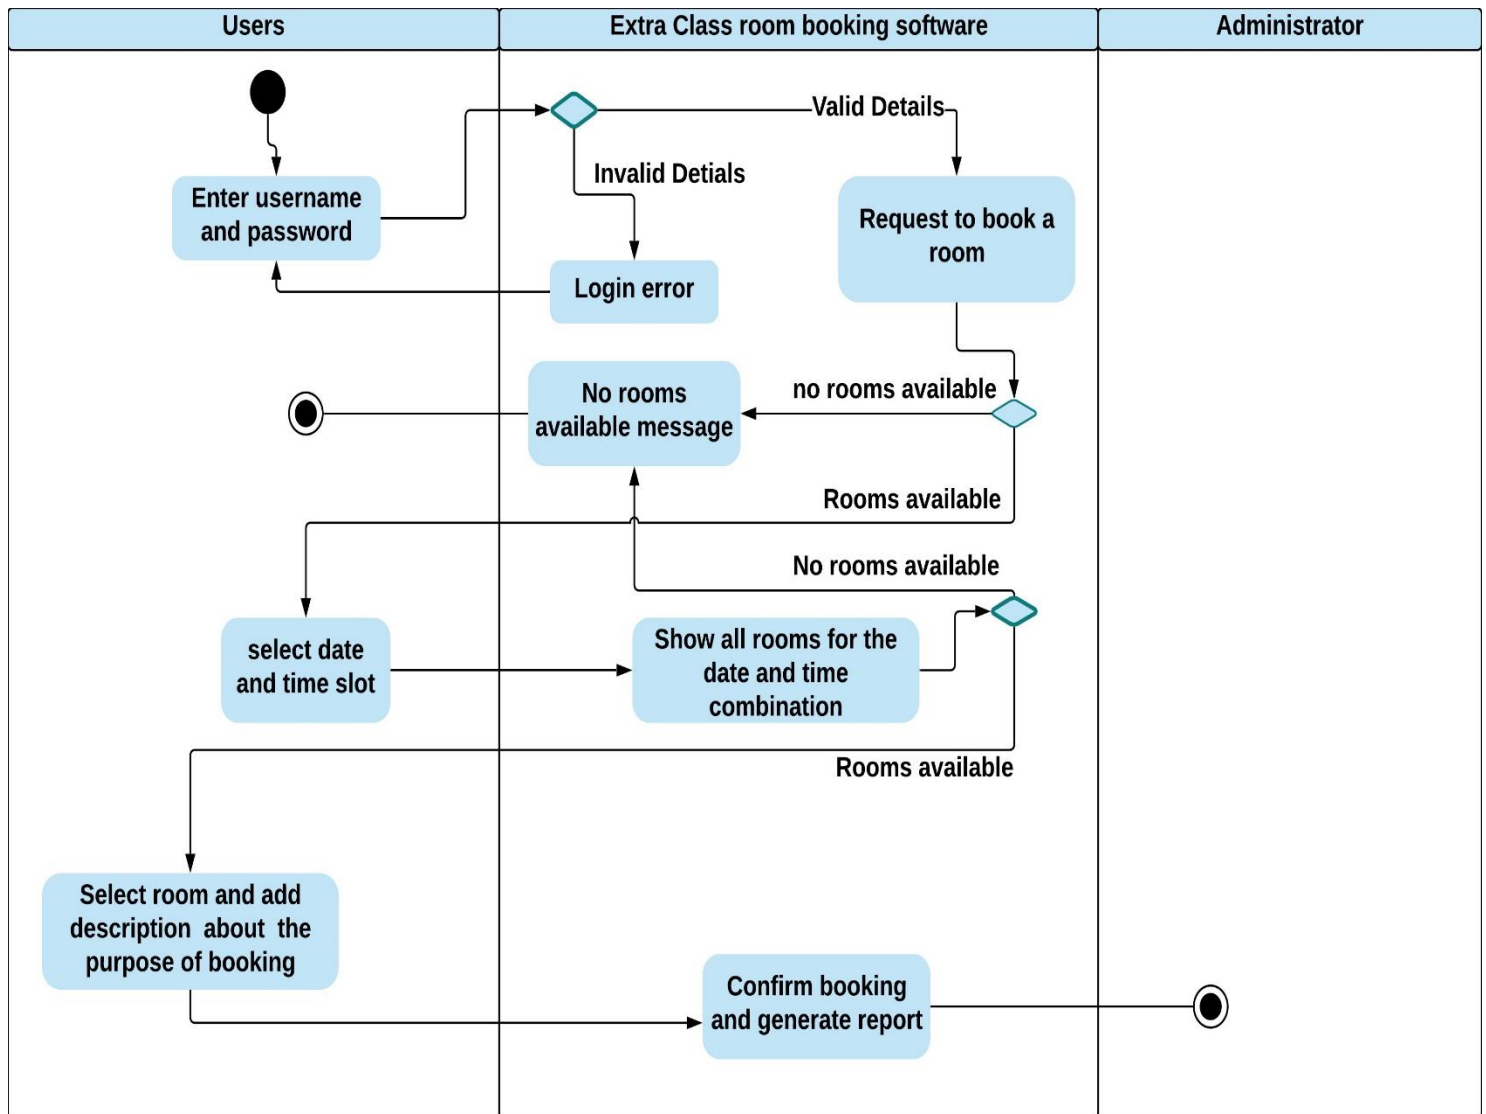 Users
Extra Class room booking software
Administrator
Valid Details
Invalid Detials
Enter username
and password
Request to book a
room
Login error
No rooms
available message
no rooms available
Rooms available
No rooms available
select date
and time slot
Show all rooms for the
date and time
combination
Rooms available
Select room and add
description about the
purpose of booking
Confirm booking
and generate report